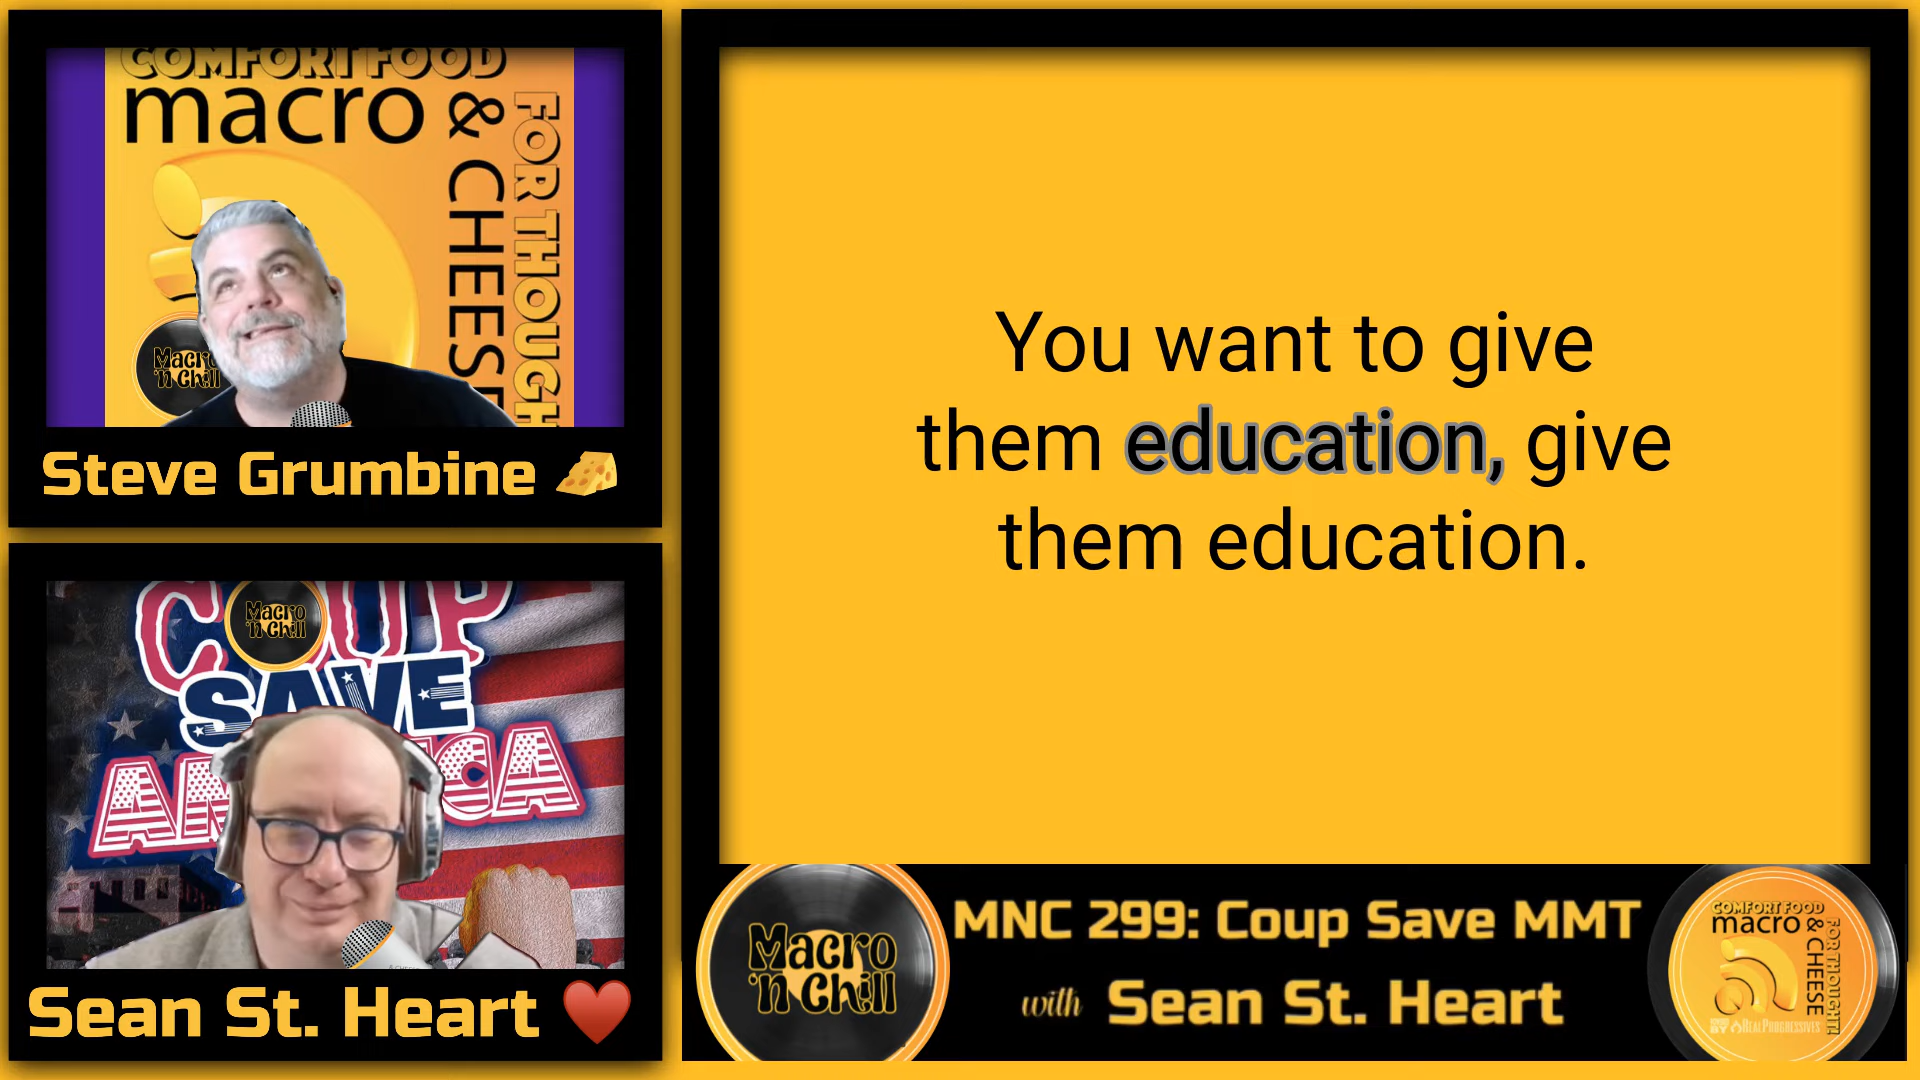 COMFORT FOOD
macro & CHEESE
FOR THOUGH
Macro
'N Chill
Steve Grumbine
COUP
SAVE
Macro
'N Chill
Sean St. Heart
You want to give
them education, give
them education.
Macro
'N Chill
MNC 299: Coup Save MMT
with Sean St. Heart
COMFORT FOOD
macro & CHEESE
FOR THOUGHT!
REALPROGRESSIVES